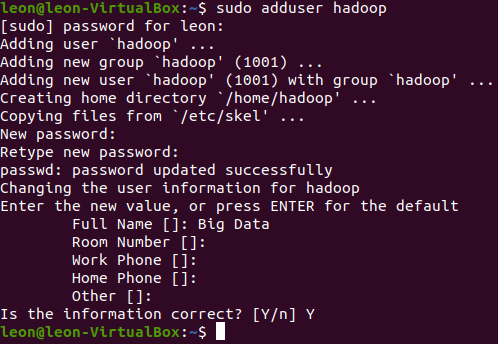 leon@leon-VirtualBox:~$ sudo adduser hadoop
[sudo] password for leon:
Adding user `hadoop' ...
Adding new group `hadoop' (1001) ...
Adding new user `hadoop' (1001) with group `hadoop' ...
Creating home directory `/home/hadoop' ...
Copying files from `/etc/skel' ...
New password:
Retype new password:
passwd: password updated successfully
Changing the user information for hadoop
Enter the new value, or press ENTER for the default
        Full Name []: Big Data
        Room Number []:
        Work Phone []:
        Home Phone []:
        Other []:
Is the information correct? [Y/n] Y
leon@leon-VirtualBox:~$